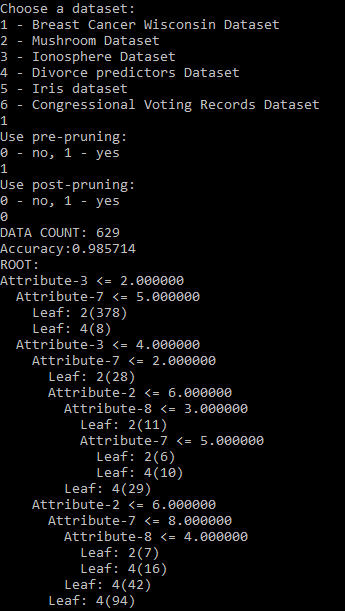 Choose a dataset:
1 - Breast Cancer Wisconsin Dataset
2 - Mushroom Dataset
3 - Ionosphere Dataset
4 - Divorce predictors Dataset
5 - Iris dataset
6 - Congressional Voting Records Dataset
1
Use pre-pruning:
0 - no, 1 - yes
1
Use post-pruning:
0 - no, 1 - yes
0
DATA COUNT: 629
Accuracy:0.985714
ROOT:
Attribute-3 <= 2.000000
  Attribute-7 <= 5.000000
    Leaf: 2(378)
    Leaf: 4(8)
  Attribute-3 <= 4.000000
    Attribute-7 <= 2.000000
      Leaf: 2(28)
      Attribute-2 <= 6.000000
        Attribute-8 <= 3.000000
          Leaf: 2(11)
          Attribute-7 <= 5.000000
            Leaf: 2(6)
            Leaf: 4(10)
        Leaf: 4(29)
    Attribute-2 <= 6.000000
      Attribute-7 <= 8.000000
        Attribute-8 <= 4.000000
          Leaf: 2(7)
          Leaf: 4(16)
        Leaf: 4(42)
      Leaf: 4(94)